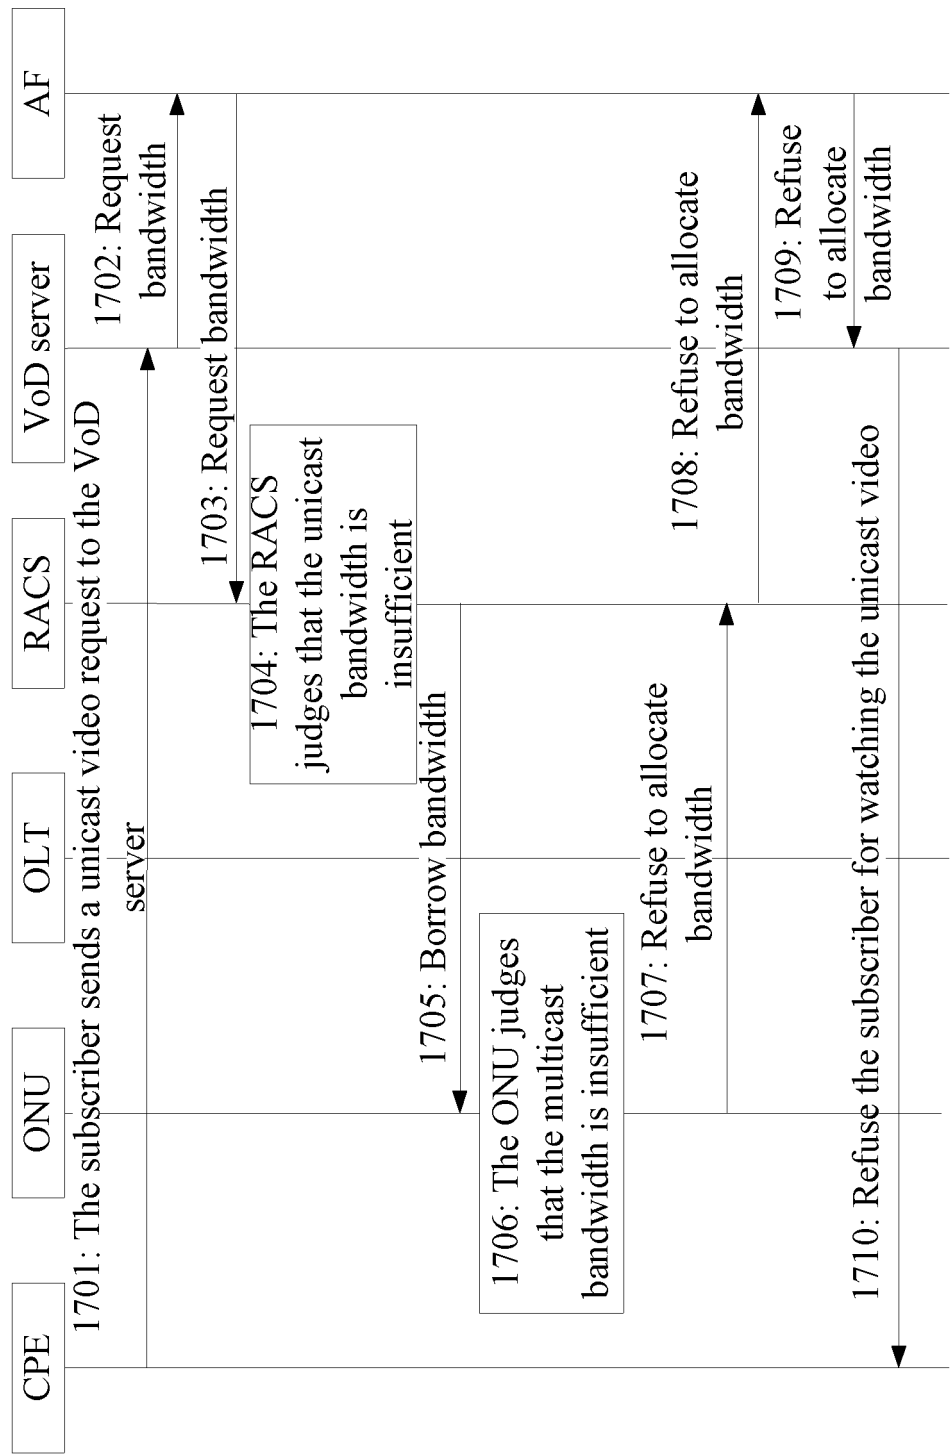 CPE
ONU
OLT
RACS
VoD server
AF
1701: The subscriber sends a unicast video request to the VoD
server
1702: Request
bandwidth
1703: Request bandwidth
1704: The RACS
judges that the unicast
bandwidth is
insufficient
1705: Borrow bandwidth
1706: The ONU judges
that the multicast
bandwidth is insufficient
1707: Refuse to allocate
bandwidth
1708: Refuse to allocate
bandwidth
1709: Refuse
to allocate
bandwidth
1710: Refuse the subscriber for watching the unicast video